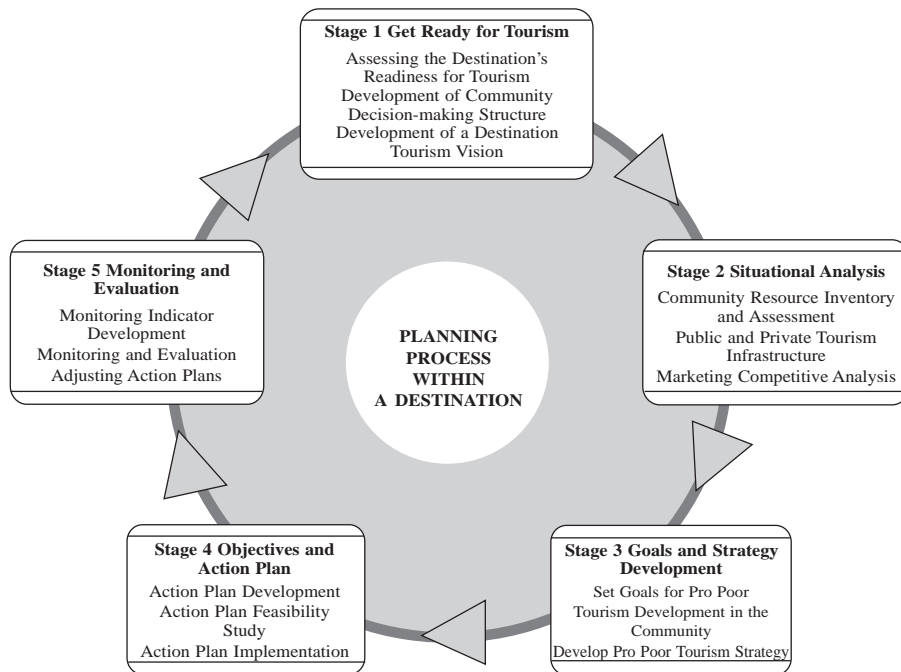 Stage 1 Get Ready for Tourism
Assessing the Destination's
Readiness for Tourism
Development of Community
Decision-making Structure
Development of a Destination
Tourism Vision
Stage 2 Situational Analysis
Community Resource Inventory
and Assessment
Public and Private Tourism
Infrastructure
Marketing Competitive Analysis
Stage 3 Goals and Strategy
Development
Set Goals for Pro Poor
Tourism Development in the
Community
Develop Pro Poor Tourism Strategy
Stage 4 Objectives and
Action Plan
Action Plan Development
Action Plan Feasibility
Study
Action Plan Implementation
Stage 5 Monitoring and
Evaluation
Monitoring Indicator
Development
Monitoring and Evaluation
Adjusting Action Plans
PLANNING
PROCESS
WITHIN
A DESTINATION